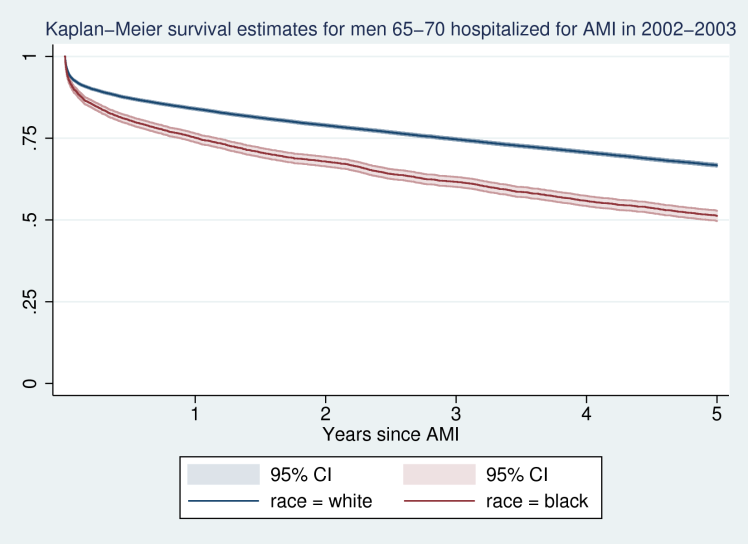 Kaplan−Meier survival estimates for men 65−70 hospitalized for AMI in 2002−2003
1
.75
.5
.25
0
1 2 3 4 5
Years since AMI
95% CI 95% CI
race = white race = black